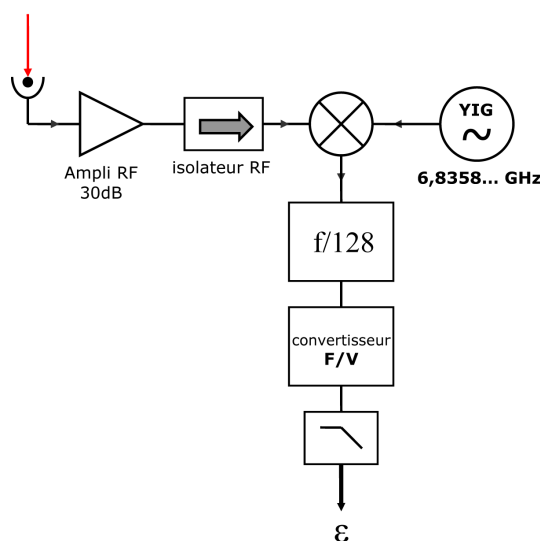 YIG
Ampli RF
30dB
isolateur RF
6,8358... GHz
f/128
convertisseur
F/V
ε